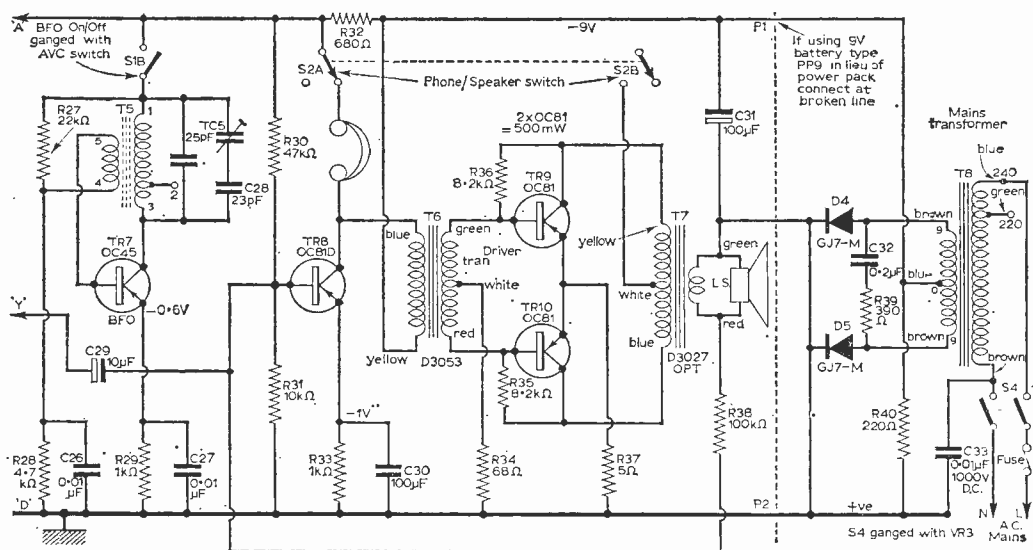 'A'
BFO On/Off
ganged with
AVC switch
S1B
R32
680Ω
-9V
P1
If using 9V
battery type
PP9 in lieu of
power pack
connect at
broken line
S2A
Phone/Speaker switch
S2B
R27
22kΩ
T5
1
5
4
2
3
TC5
25pF
C28
23pF
R30
47kΩ
2xOC81
=500mW
C31
100µF
Mains
transformer
blue
240
green
220
T8
R36
8·2kΩ
TR9
OC81
T6
blue
green
Driver
tran
white
red
yellow
D3053
yellow
T7
white
blue
D3027
OPT
green
L.S.
red
D4
GJ7-M
brown
9
C32
0·2µF
blue
0
R39
390
Ω
D5
GJ7-M
brown
9
brown
TR7
OC45
BFO
-0·6V
TR8
OC81D
TR10
OC81
'Y'
C29
10µF
R31
10kΩ
R35
8·2kΩ
-1V
R38
100kΩ
R40
220Ω
S4
R28
4·7
kΩ
C26
0·01
µF
R29
1kΩ
C27
0·01
µF
R33
1kΩ
C30
100µF
R34
68Ω
R37
5Ω
C33
0·01µF
1000V
D.C.
Fuse
'D'
P2
+ve
N
L
A.C.
Mains
S4 ganged with VR3